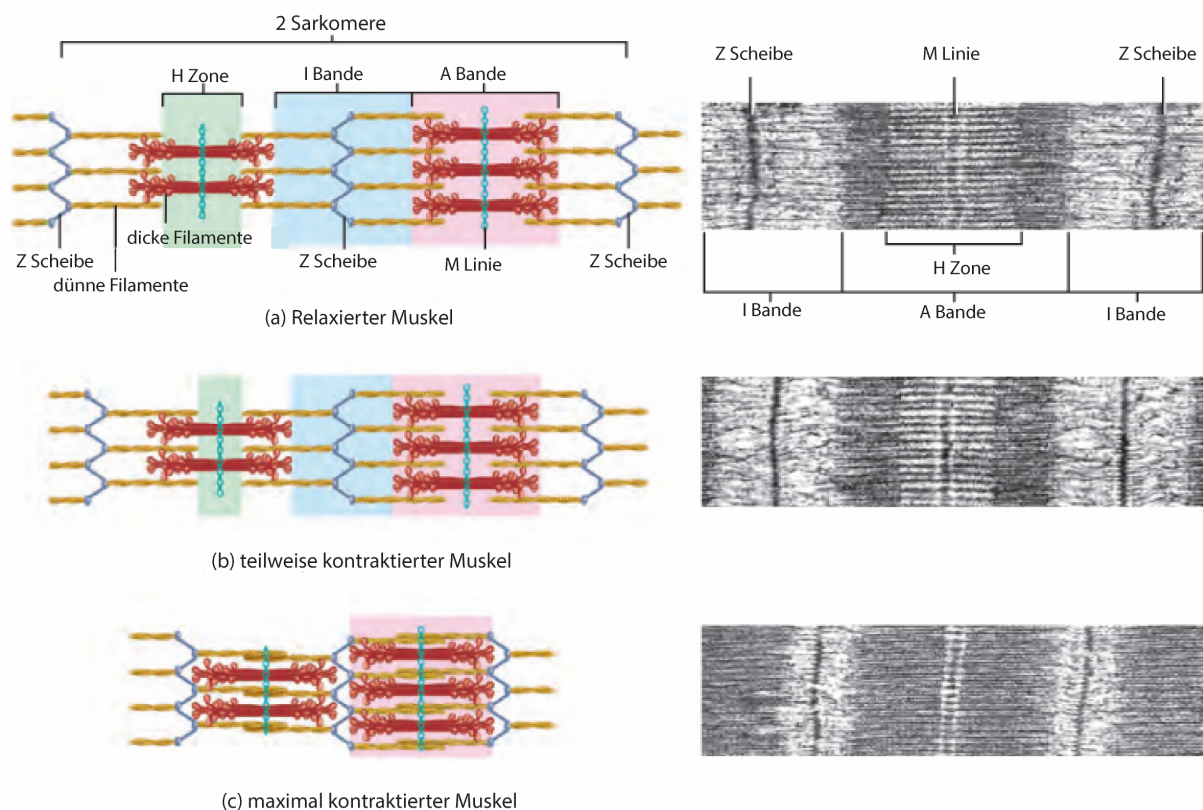 2 Sarkomere
H Zone
I Bande
A Bande
dicke Filamente
Z Scheibe
dünne Filamente
Z Scheibe
M Linie
Z Scheibe
(a) Relaxierter Muskel
Z Scheibe
M Linie
Z Scheibe
H Zone
I Bande
A Bande
I Bande
(b) teilweise kontraktierter Muskel
(c) maximal kontraktierter Muskel